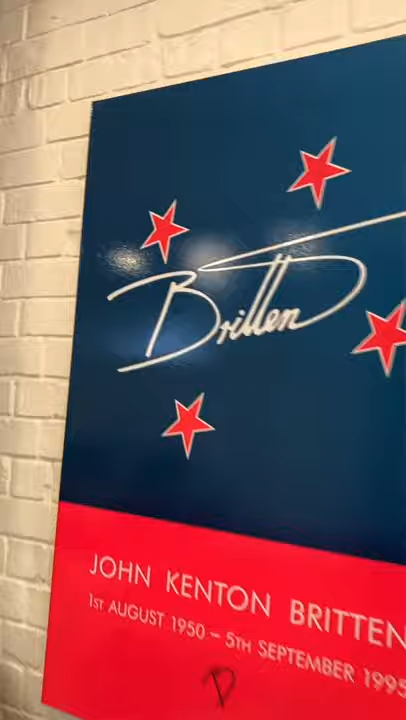 Britten
JOHN KENTON BRITTEN
1ST AUGUST 1950 – 5TH SEPTEMBER 1995